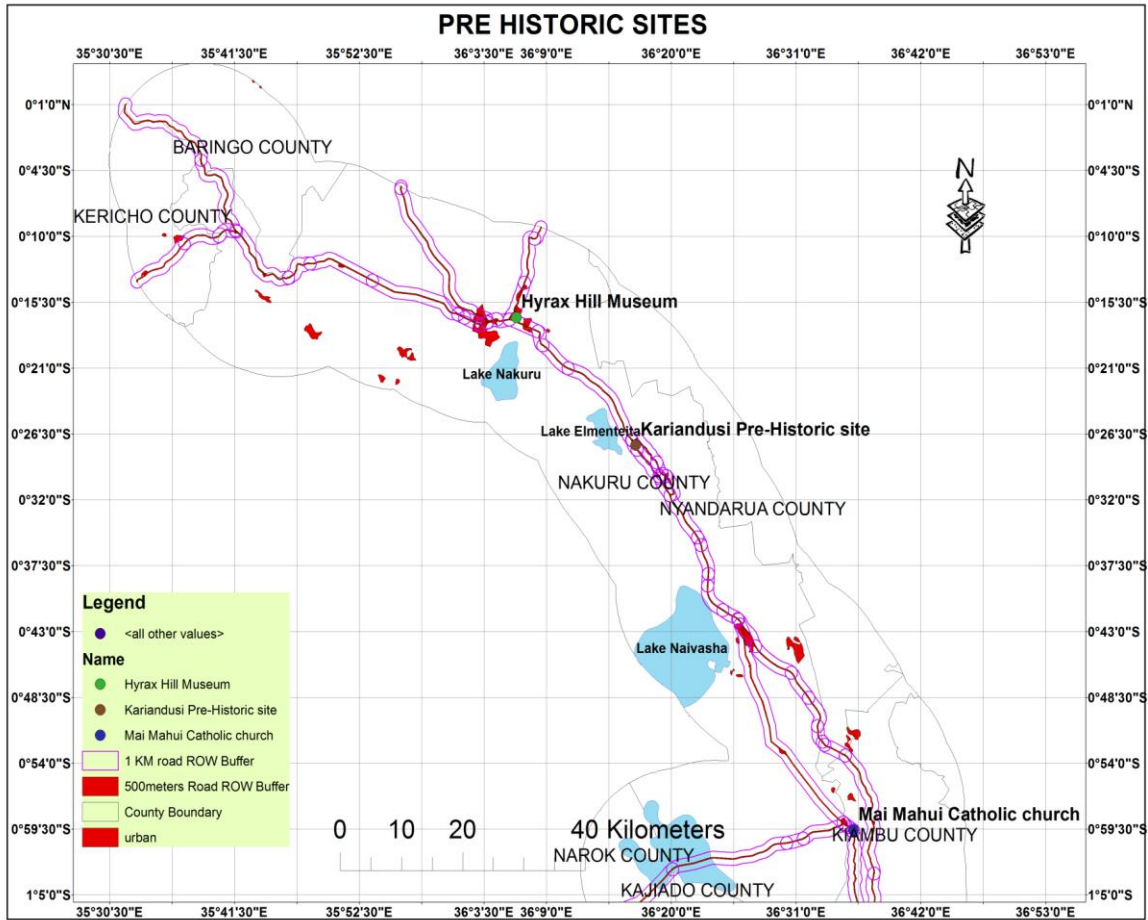 PRE HISTORIC SITES
35°30'30"E 35°41'30"E 35°52'30"E 36°3'30"E 36°9'0"E 36°20'0"E 36°31'0"E 36°42'0"E 36°53'0"E
N
0°1'0"N 0°1'0"N
BARINGO COUNTY
0°4'30"S 0°4'30"S
KERICHO COUNTY
0°10'0"S 0°10'0"S
Hyrax Hill Museum
0°15'30"S 0°15'30"S
0°21'0"S Lake Nakuru 0°21'0"S
0°26'30"S Lake Elmenteita Kariandusi Pre-Historic site 0°26'30"S
NAKURU COUNTY
0°32'0"S 0°32'0"S
NYANDARUA COUNTY
0°37'30"S 0°37'30"S
0°43'0"S 0°43'0"S
Lake Naivasha
0°48'30"S 0°48'30"S
0°54'0"S 0°54'0"S
Mai Mahui Catholic church
0°59'30"S 0°59'30"S
KIAMBU COUNTY
NAROK COUNTY
KAJIADO COUNTY
1°5'0"S 1°5'0"S
Legend
<all other values>
Name
Hyrax Hill Museum
Kariandusi Pre-Historic site
Mai Mahui Catholic church
1 KM road ROW Buffer
500meters Road ROW Buffer
County Boundary
urban
0 10 20 40 Kilometers
35°30'30"E 35°41'30"E 35°52'30"E 36°3'30"E 36°9'0"E 36°20'0"E 36°31'0"E 36°42'0"E 36°53'0"E